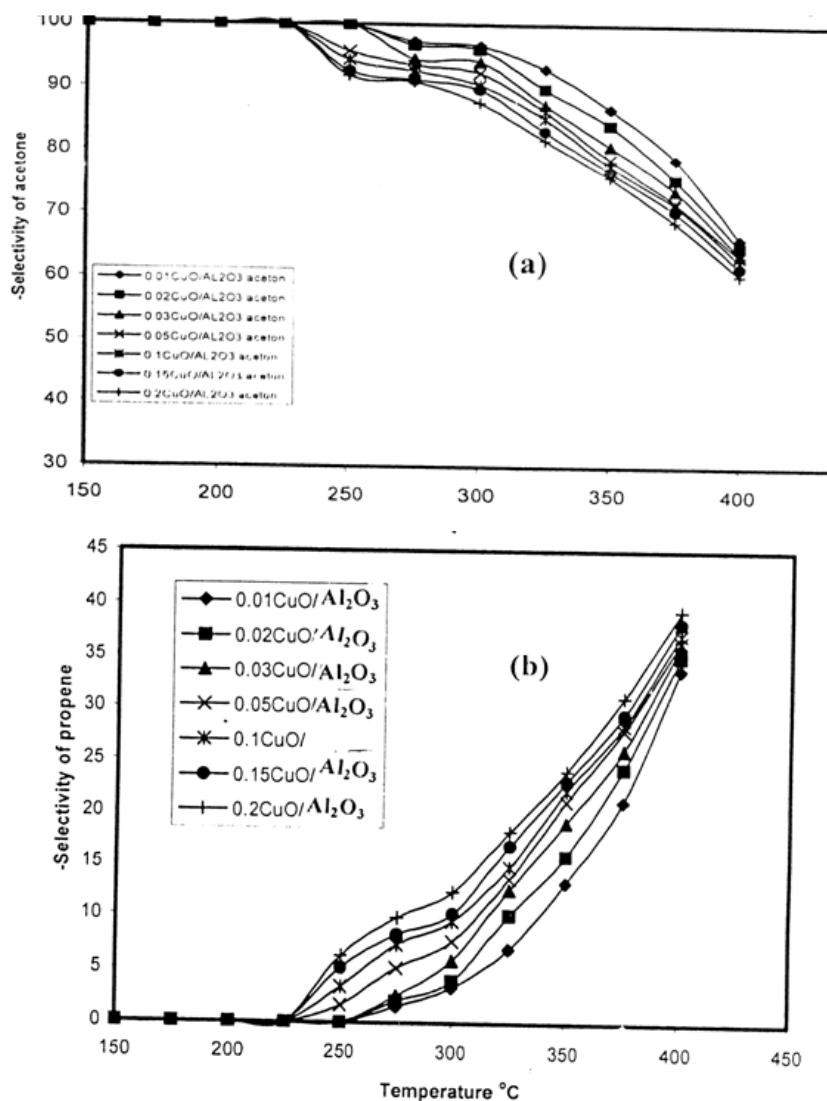 100
90
80
70
60
50
40
30
-Selectivity of acetone
(a)
0.01CuO/AL2O3 aceton
0.02CuO/AL2O3 aceton
0.03CuO/AL2O3 aceton
0.05CuO/AL2O3 aceton
0.1CuO/AL2O3 aceton
0.15CuO/AL2O3 aceton
0.2CuO/AL2O3 aceton
150 200 250 300 350 400
45
40
35
30
25
20
15
10
5
0
-Selectivity of propene
(b)
0.01CuO/Al₂O₃
0.02CuO/Al₂O₃
0.03CuO/Al₂O₃
0.05CuO/Al₂O₃
0.1CuO/
0.15CuO/Al₂O₃
0.2CuO/Al₂O₃
150 200 250 300 350 400 450
Temperature °C